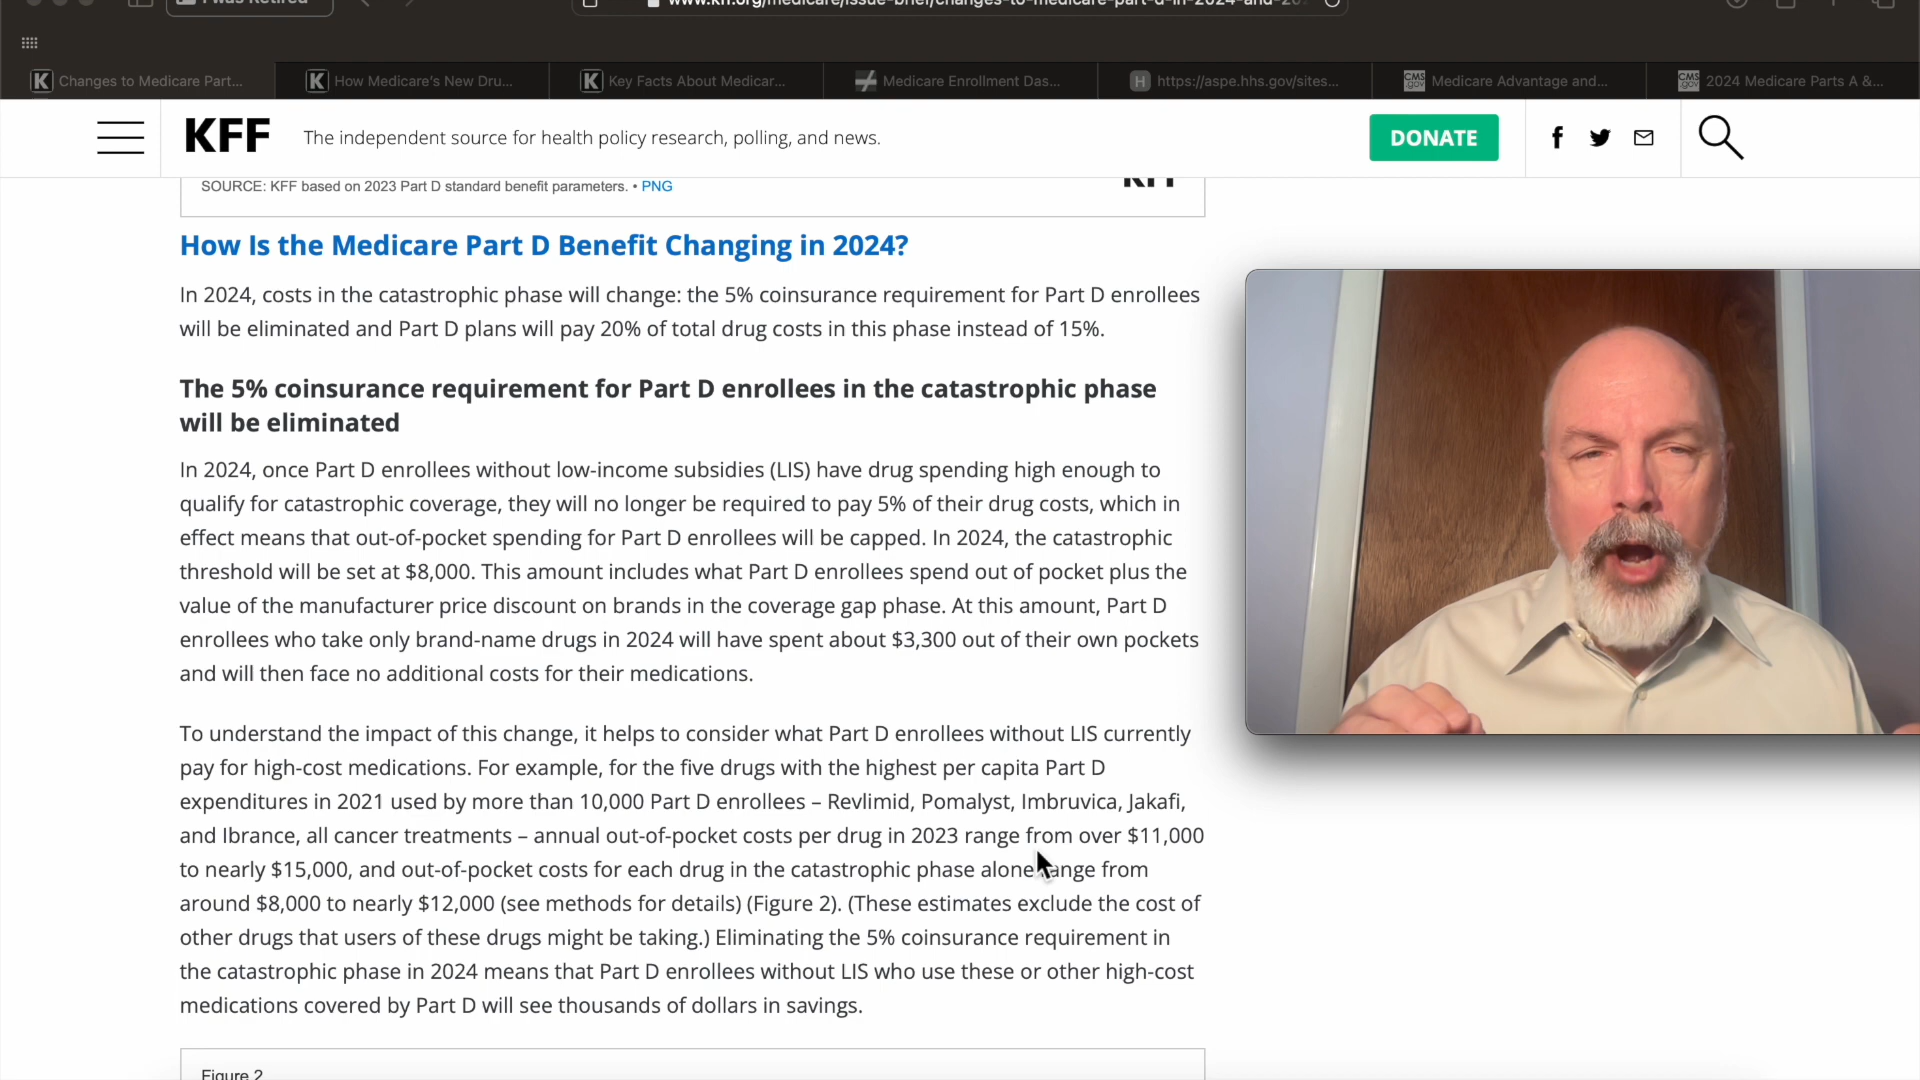 I was Retired
www.kff.org/medicare/issue-brief/changes-to-medicare-part-d-in-2024-and-20
Changes to Medicare Part...
How Medicare's New Dru...
Key Facts About Medicar...
Medicare Enrollment Das...
H https://aspe.hhs.gov/sites...
CMS.gov Medicare Advantage and...
CMS.gov 2024 Medicare Parts A &...
KFF
The independent source for health policy research, polling, and news.
DONATE
SOURCE: KFF based on 2023 Part D standard benefit parameters. • PNG
KFF
How Is the Medicare Part D Benefit Changing in 2024?
In 2024, costs in the catastrophic phase will change: the 5% coinsurance requirement for Part D enrollees
will be eliminated and Part D plans will pay 20% of total drug costs in this phase instead of 15%.
The 5% coinsurance requirement for Part D enrollees in the catastrophic phase
will be eliminated
In 2024, once Part D enrollees without low-income subsidies (LIS) have drug spending high enough to
qualify for catastrophic coverage, they will no longer be required to pay 5% of their drug costs, which in
effect means that out-of-pocket spending for Part D enrollees will be capped. In 2024, the catastrophic
threshold will be set at $8,000. This amount includes what Part D enrollees spend out of pocket plus the
value of the manufacturer price discount on brands in the coverage gap phase. At this amount, Part D
enrollees who take only brand-name drugs in 2024 will have spent about $3,300 out of their own pockets
and will then face no additional costs for their medications.
To understand the impact of this change, it helps to consider what Part D enrollees without LIS currently
pay for high-cost medications. For example, for the five drugs with the highest per capita Part D
expenditures in 2021 used by more than 10,000 Part D enrollees – Revlimid, Pomalyst, Imbruvica, Jakafi,
and Ibrance, all cancer treatments – annual out-of-pocket costs per drug in 2023 range from over $11,000
to nearly $15,000, and out-of-pocket costs for each drug in the catastrophic phase alone range from
around $8,000 to nearly $12,000 (see methods for details) (Figure 2). (These estimates exclude the cost of
other drugs that users of these drugs might be taking.) Eliminating the 5% coinsurance requirement in
the catastrophic phase in 2024 means that Part D enrollees without LIS who use these or other high-cost
medications covered by Part D will see thousands of dollars in savings.
Figure 2